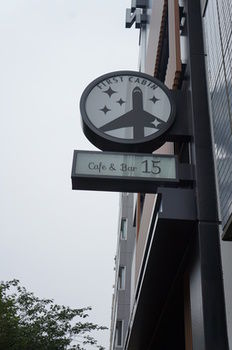 FIRST CABIN
Cafe & Bar 15